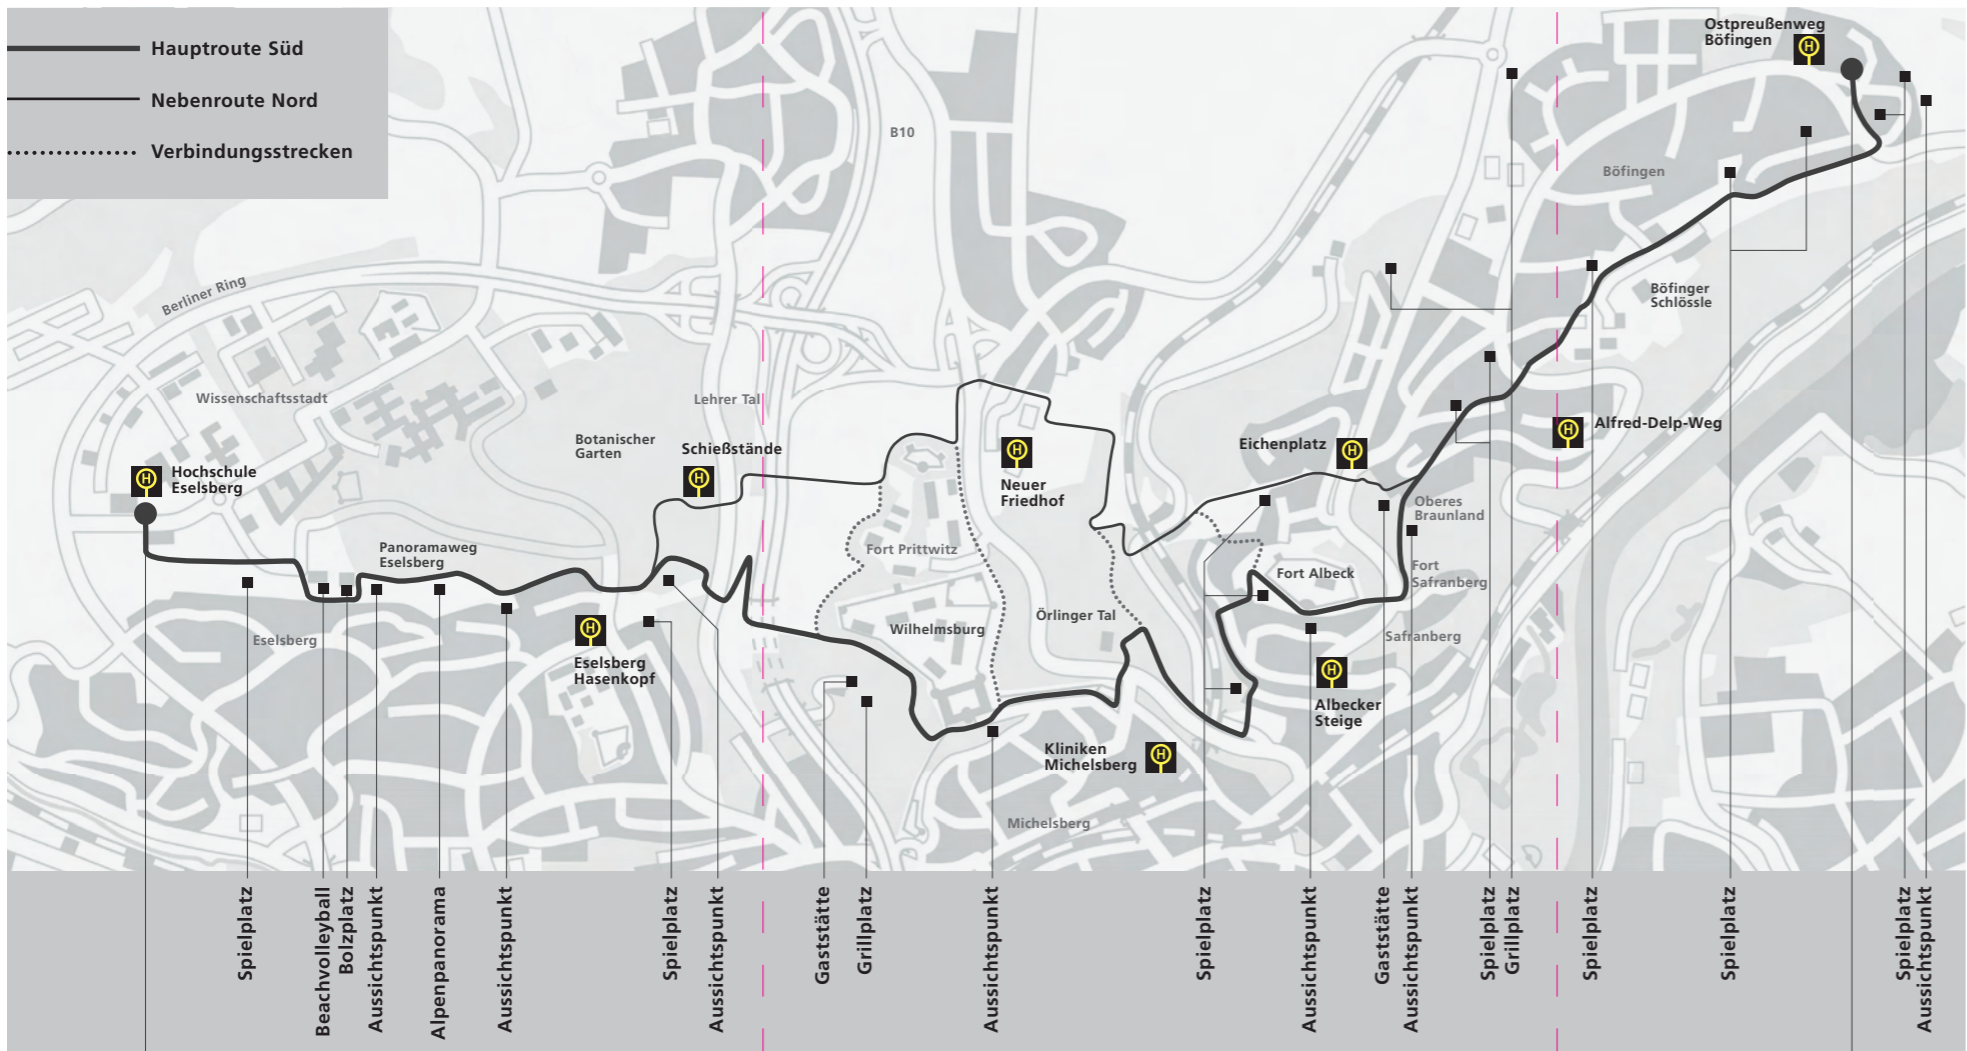 Hauptroute Süd
Nebenroute Nord
Verbindungsstrecken
Ostpreußenweg
Böfingen
H
B10
Böfingen
Berliner Ring
Böfinger
Schlössle
Wissenschaftsstadt
Lehrer Tal
Botanischer
Garten
Schießstände
H
H
Hochschule
Eselsberg
H
Neuer
Friedhof
Eichenplatz
H
H
Alfred-Delp-Weg
Oberes
Braunland
Panoramaweg
Eselsberg
Fort Prittwitz
Fort Albeck
Fort
Safranberg
Eselsberg
H
Eselsberg
Hasenkopf
Wilhelmsburg
Örlinger Tal
Safranberg
H
Albecker
Steige
Kliniken
Michelsberg
H
Michelsberg
Spielplatz
Beachvolleyball
Bolzplatz
Aussichtspunkt
Alpenpanorama
Aussichtspunkt
Spielplatz
Aussichtspunkt
Gaststätte
Grillplatz
Aussichtspunkt
Spielplatz
Aussichtspunkt
Gaststätte
Aussichtspunkt
Spielplatz
Grillplatz
Spielplatz
Spielplatz
Spielplatz
Aussichtspunkt